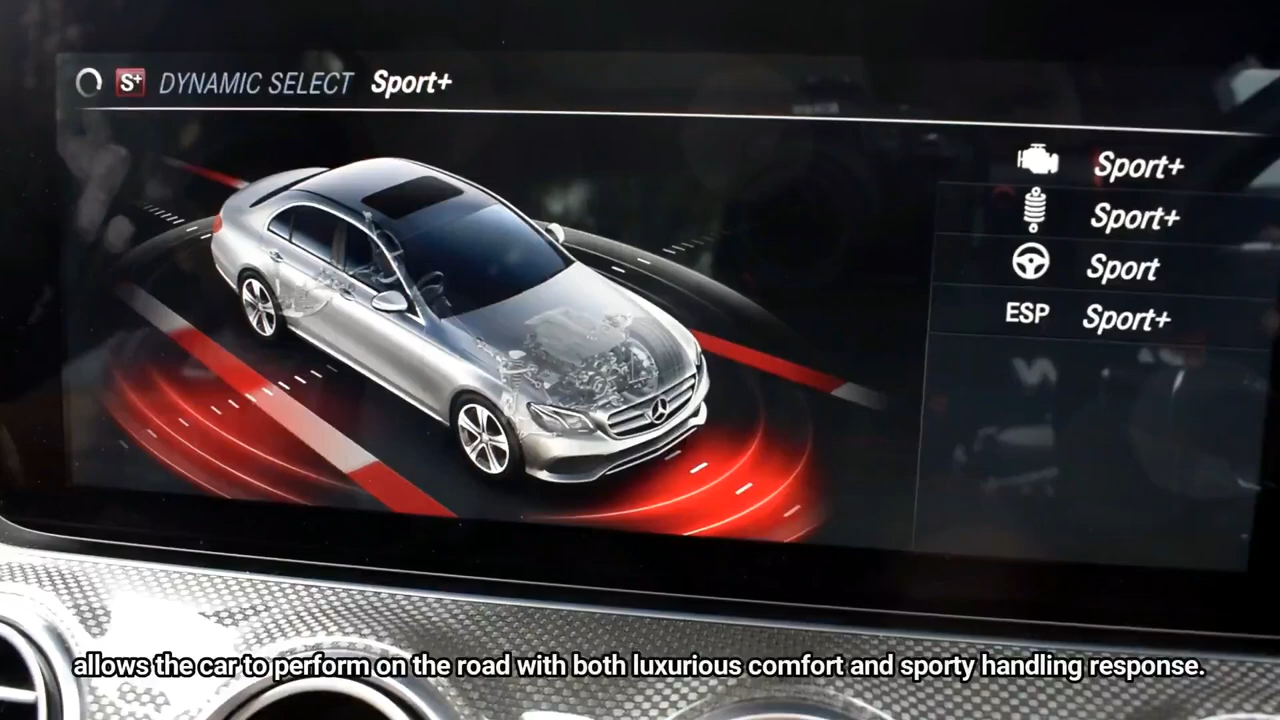 S+ DYNAMIC SELECT Sport+
Sport+
Sport+
Sport
ESP Sport+
allows the car to perform on the road with both luxurious comfort and sporty handling response.